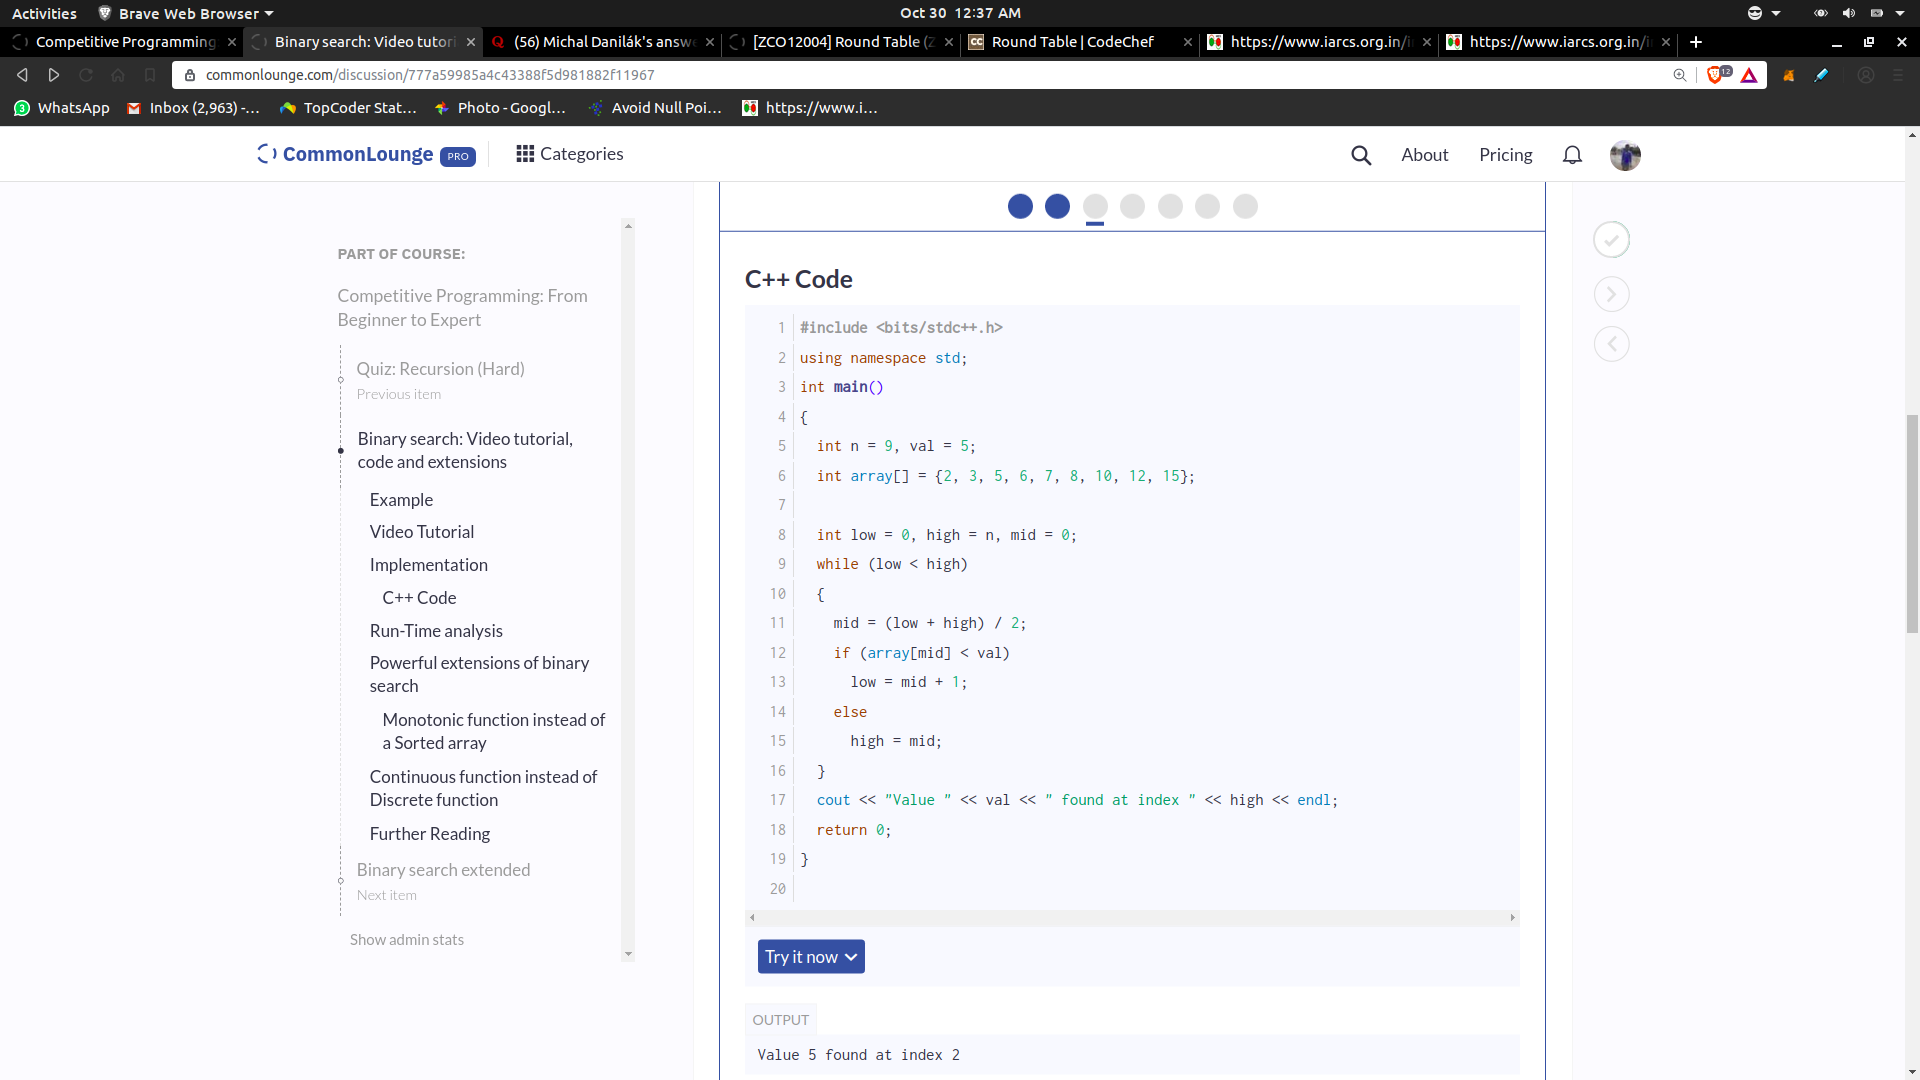 Activities
Brave Web Browser
Oct 30 12:37 AM
Competitive Programming
Binary search: Video tutori
(56) Michal Danilák's answ
[ZCO12004] Round Table (Z
Round Table | CodeChef
https://www.iarcs.org.in/i
https://www.iarcs.org.in/i
commonlounge.com/discussion/777a59985a4c43388f5d981882f11967
12
WhatsApp
Inbox (2,963) -...
TopCoder Stat...
Photo - Googl...
Avoid Null Poi...
https://www.i...
CommonLounge PRO
Categories
About
Pricing
PART OF COURSE:
Competitive Programming: From
Beginner to Expert
Quiz: Recursion (Hard)
Previous item
Binary search: Video tutorial,
code and extensions
Example
Video Tutorial
Implementation
C++ Code
Run-Time analysis
Powerful extensions of binary
search
Monotonic function instead of
a Sorted array
Continuous function instead of
Discrete function
Further Reading
Binary search extended
Next item
Show admin stats
C++ Code
1 #include <bits/stdc++.h>
2 using namespace std;
3 int main()
4 {
5 int n = 9, val = 5;
6 int array[] = {2, 3, 5, 6, 7, 8, 10, 12, 15};
7
8 int low = 0, high = n, mid = 0;
9 while (low < high)
10 {
11 mid = (low + high) / 2;
12 if (array[mid] < val)
13 low = mid + 1;
14 else
15 high = mid;
16 }
17 cout << "Value " << val << " found at index " << high << endl;
18 return 0;
19 }
20
Try it now
OUTPUT
Value 5 found at index 2